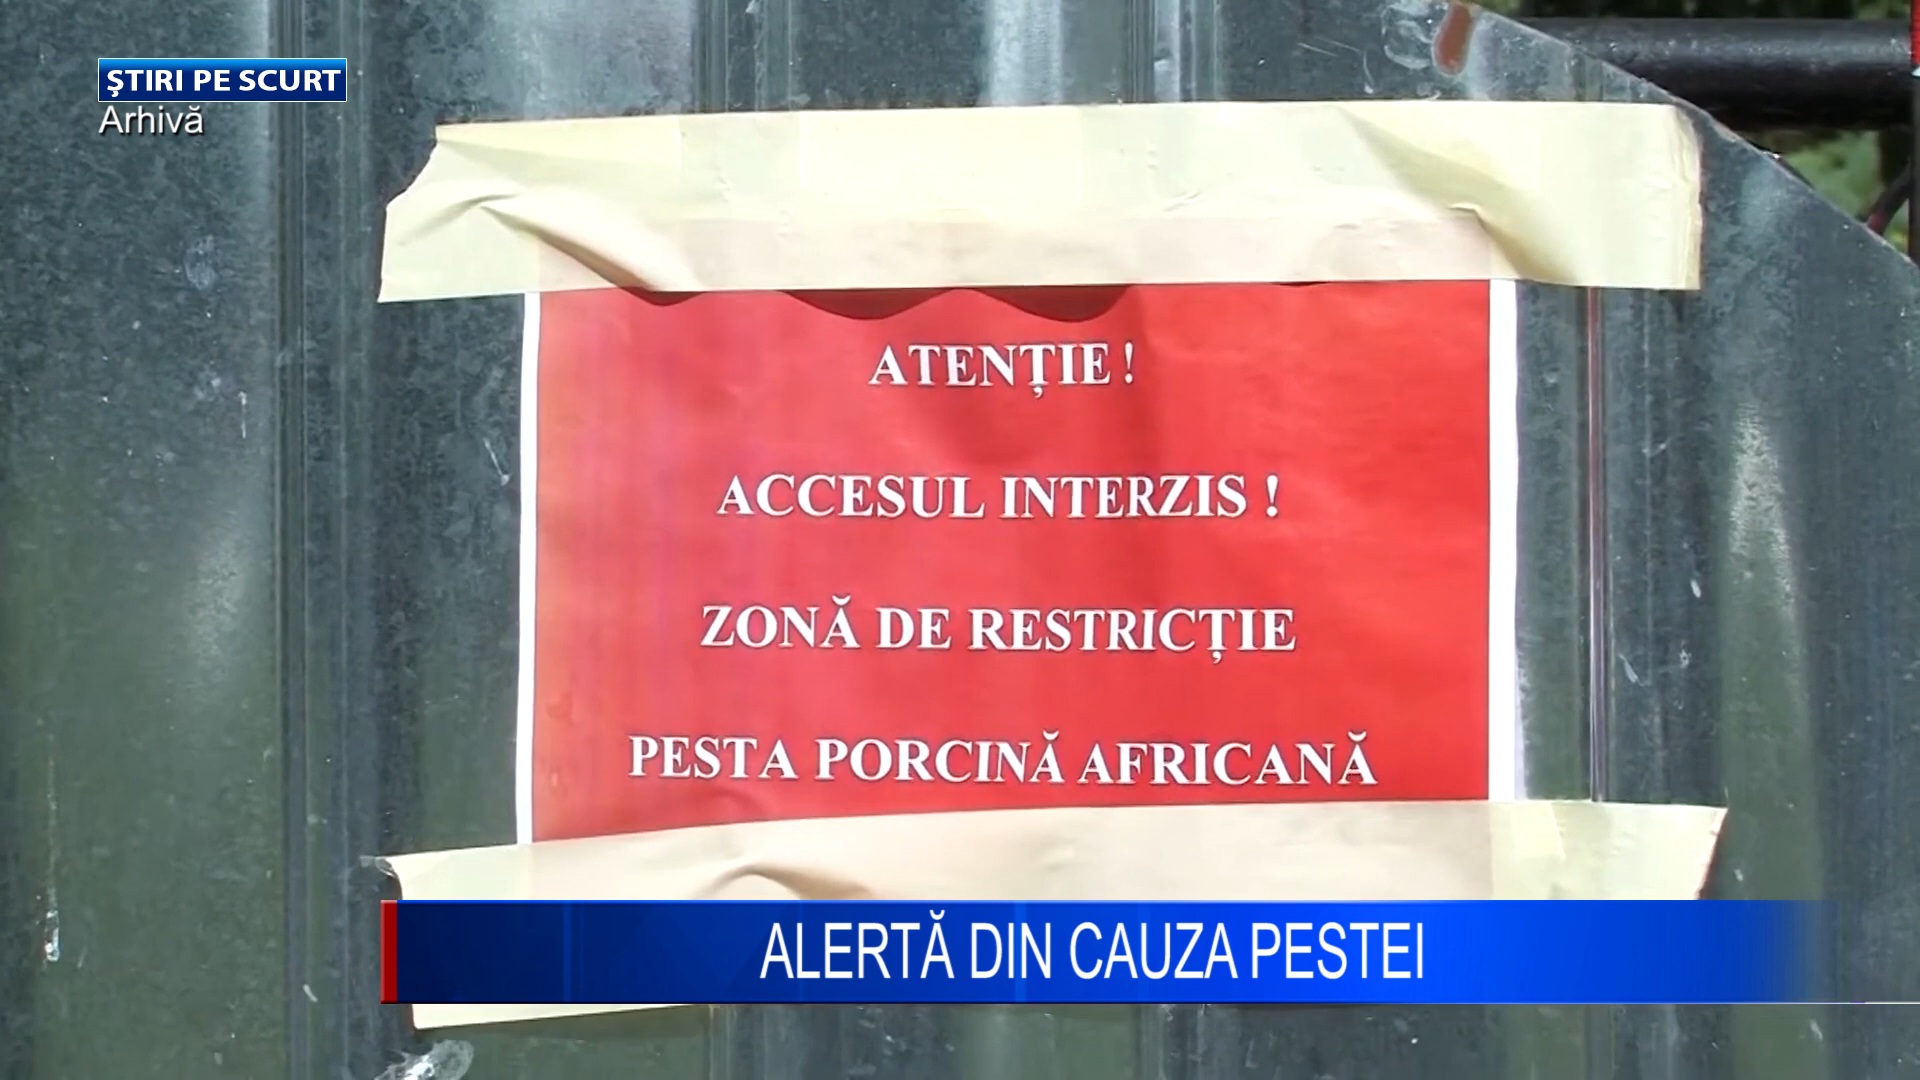 ŞTIRI PE SCURT
Arhivă
ATENȚIE !
ACCESUL INTERZIS !
ZONĂ DE RESTRICȚIE
PESTA PORCINĂ AFRICANĂ
ALERTĂ DIN CAUZA PESTEI